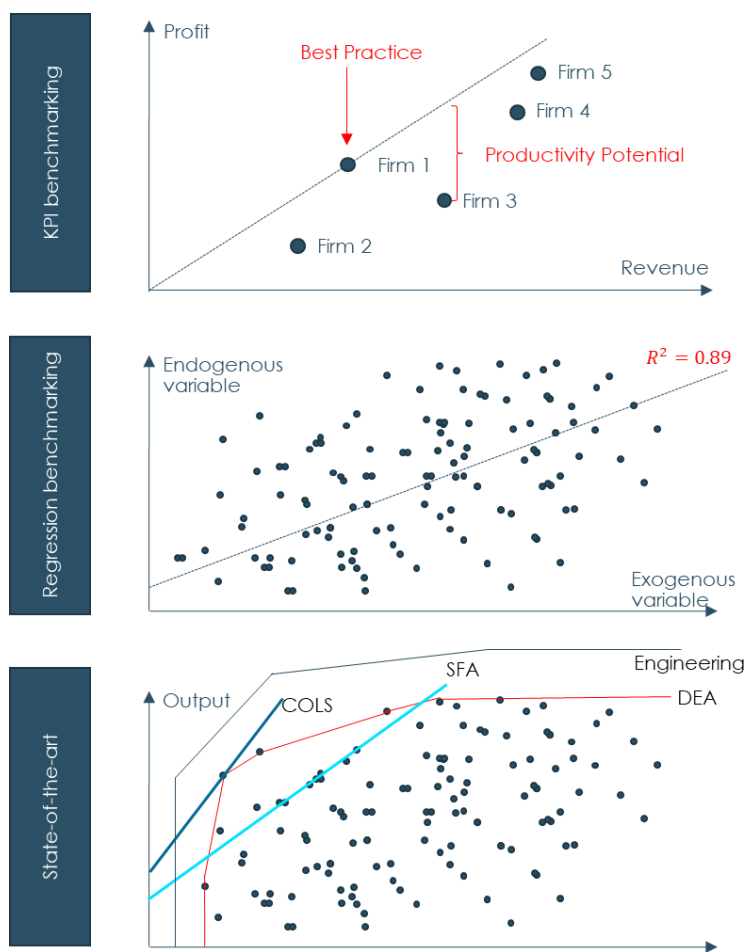 KPI benchmarking
Profit
Best Practice
Firm 5
Firm 4
Firm 1
Productivity Potential
Firm 3
Firm 2
Revenue
Regression benchmarking
Endogenous
variable
R² = 0.89
Exogenous
variable
State-of-the-art
Output
COLS
SFA
Engineering
DEA